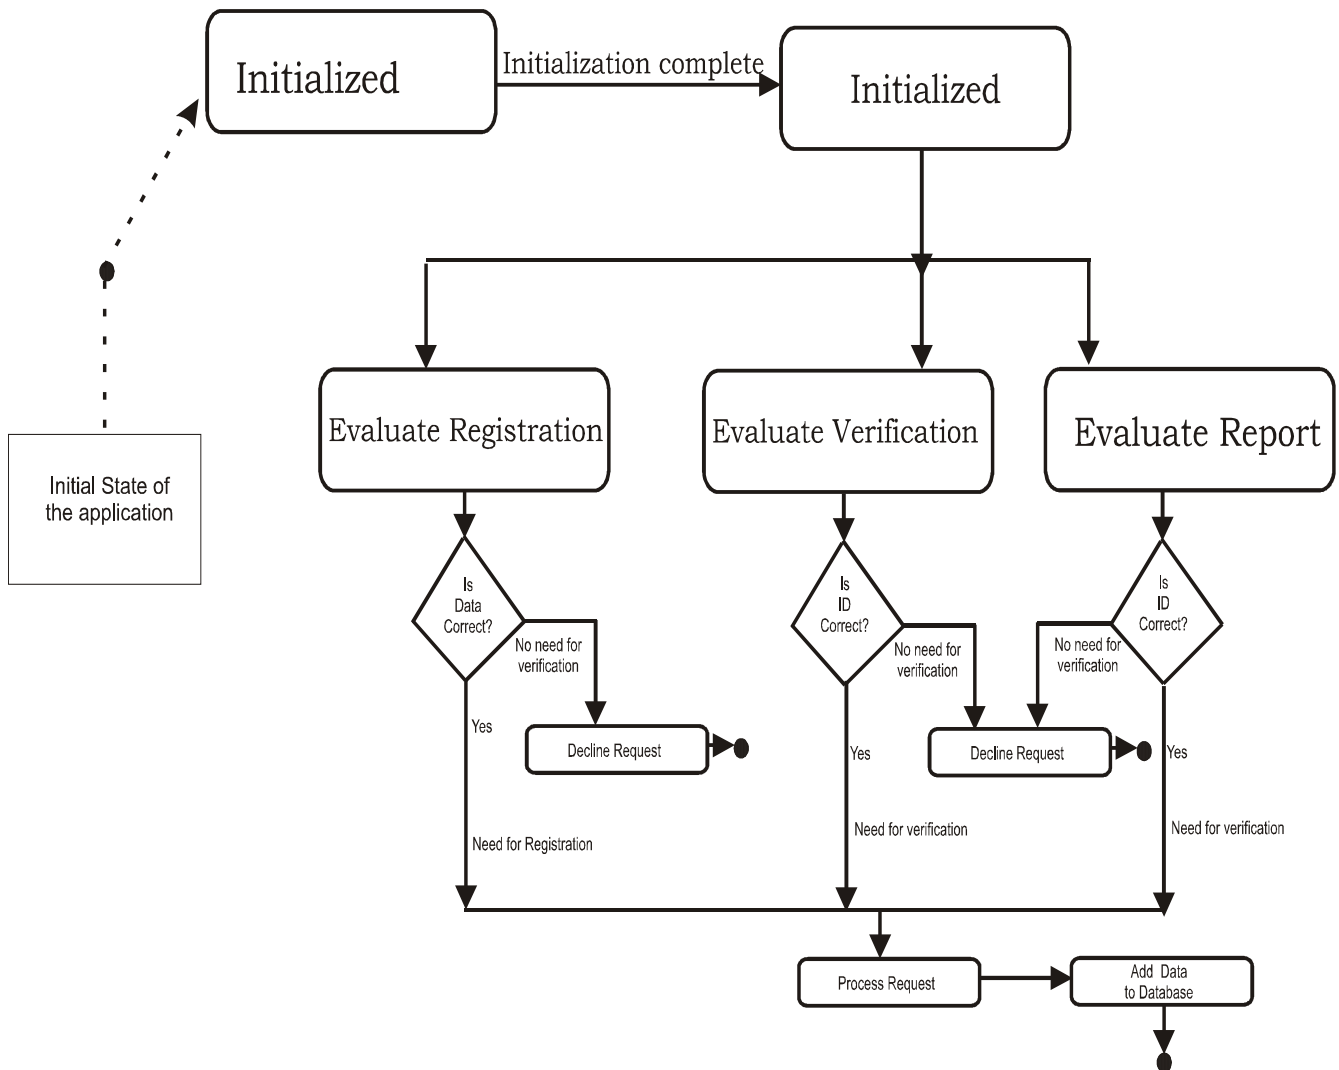 Initialized
Initialization complete
Initialized
Evaluate Registration
Evaluate Verification
Evaluate Report
Initial State of
the application
Is
Data
Correct?
No need for
verification
Yes
Decline Request
Need for Registration
Is
ID
Correct?
No need for
verification
Yes
Decline Request
Need for verification
Is
ID
Correct?
No need for
verification
Yes
Need for verification
Process Request
Add Data
to Database